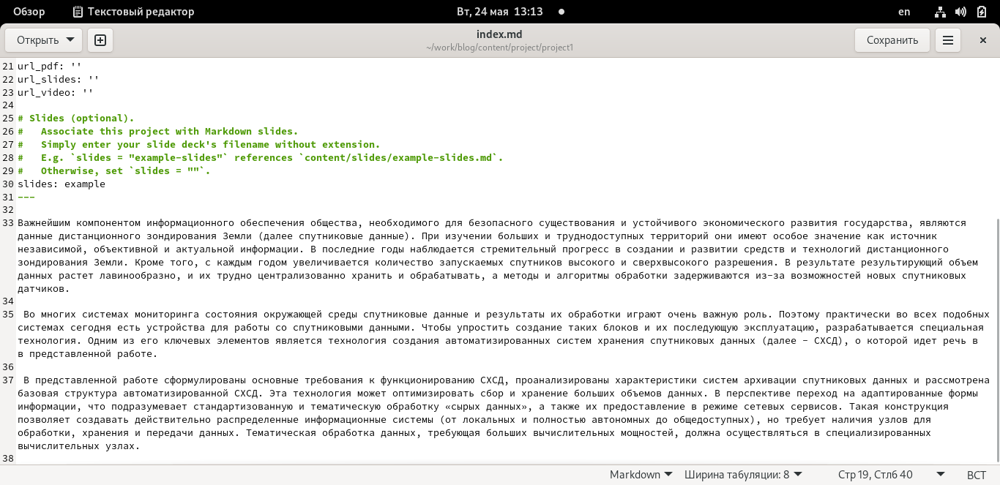 Обзор Текстовый редактор Вт, 24 мая 13:13 en
Открыть index.md Сохранить
~/work/blog/content/project/project1
21 url_pdf: ''
22 url_slides: ''
23 url_video: ''
24
25 # Slides (optional).
26 #   Associate this project with Markdown slides.
27 #   Simply enter your slide deck's filename without extension.
28 #   E.g. `slides = "example-slides"` references `content/slides/example-slides.md`.
29 #   Otherwise, set `slides = ""`.
30 slides: example
31 ---
32
33 Важнейшим компонентом информационного обеспечения общества, необходимого для безопасного существования и устойчивого экономического развития государства, являются
данные дистанционного зондирования Земли (далее спутниковые данные). При изучении больших и труднодоступных территорий они имеют особое значение как источник
независимой, объективной и актуальной информации. В последние годы наблюдается стремительный прогресс в создании и развитии средств и технологий дистанционного
зондирования Земли. Кроме того, с каждым годом увеличивается количество запускаемых спутников высокого и сверхвысокого разрешения. В результате результирующий объем
данных растет лавинообразно, и их трудно централизованно хранить и обрабатывать, а методы и алгоритмы обработки задерживаются из-за возможностей новых спутниковых
датчиков.
34
35  Во многих системах мониторинга состояния окружающей среды спутниковые данные и результаты их обработки играют очень важную роль. Поэтому практически во всех подобных
системах сегодня есть устройства для работы со спутниковыми данными. Чтобы упростить создание таких блоков и их последующую эксплуатацию, разрабатывается специальная
технология. Одним из его ключевых элементов является технология создания автоматизированных систем хранения спутниковых данных (далее – СХСД), о которой идет речь в
в представленной работе.
36
37  В представленной работе сформулированы основные требования к функционированию СХСД, проанализированы характеристики систем архивации спутниковых данных и рассмотрена
базовая структура автоматизированной СХСД. Эта технология может оптимизировать сбор и хранение больших объемов данных. В перспективе переход на адаптированные формы
информации, что подразумевает стандартизованную и тематическую обработку «сырых данных», а также их предоставление в режиме сетевых сервисов. Такая конструкция
позволяет создавать действительно распределенные информационные системы (от локальных и полностью автономных до общедоступных), но требует наличия узлов для
обработки, хранения и передачи данных. Тематическая обработка данных, требующая больших вычислительных мощностей, должна осуществляться в специализированных
вычислительных узлах.
38
Markdown Ширина табуляции: 8 Стр 19, Стлб 40 ВСТ